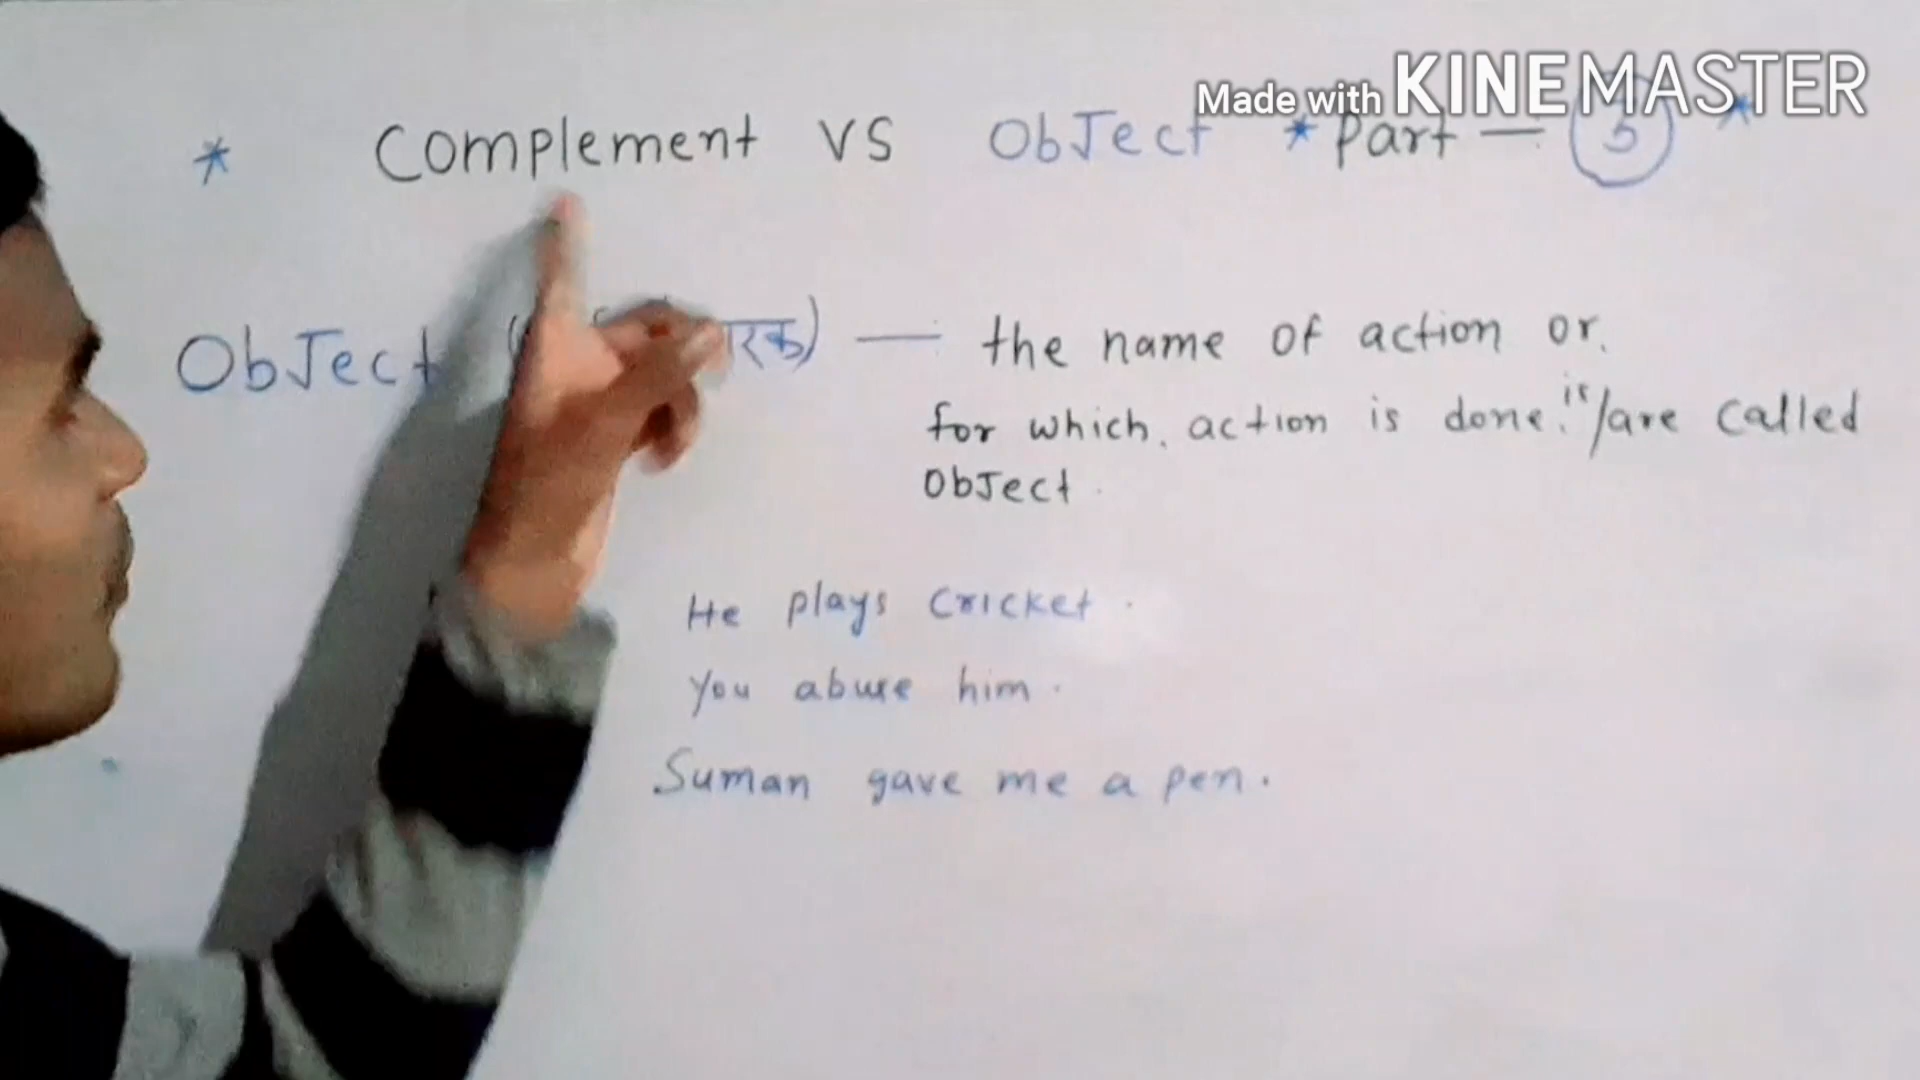 Made with KINEMASTER
* Complement VS ObJect * Part —
ObJect — the name of action or.
for which. action is done. is/are called
ObJect.
He plays cricket.
You abuse him.
Suman gave me a pen.